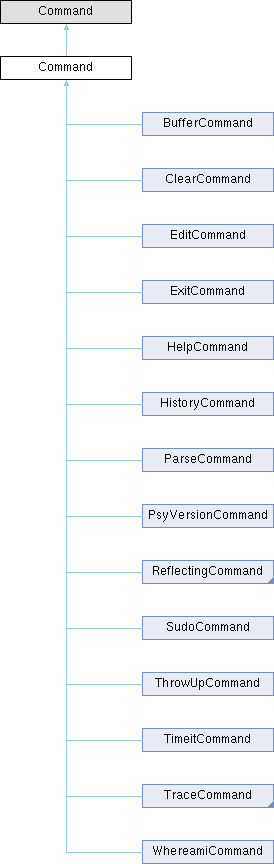 Command
Command
BufferCommand
ClearCommand
EditCommand
ExitCommand
HelpCommand
HistoryCommand
ParseCommand
PsyVersionCommand
ReflectingCommand
SudoCommand
ThrowUpCommand
TimeitCommand
TraceCommand
WhereamiCommand